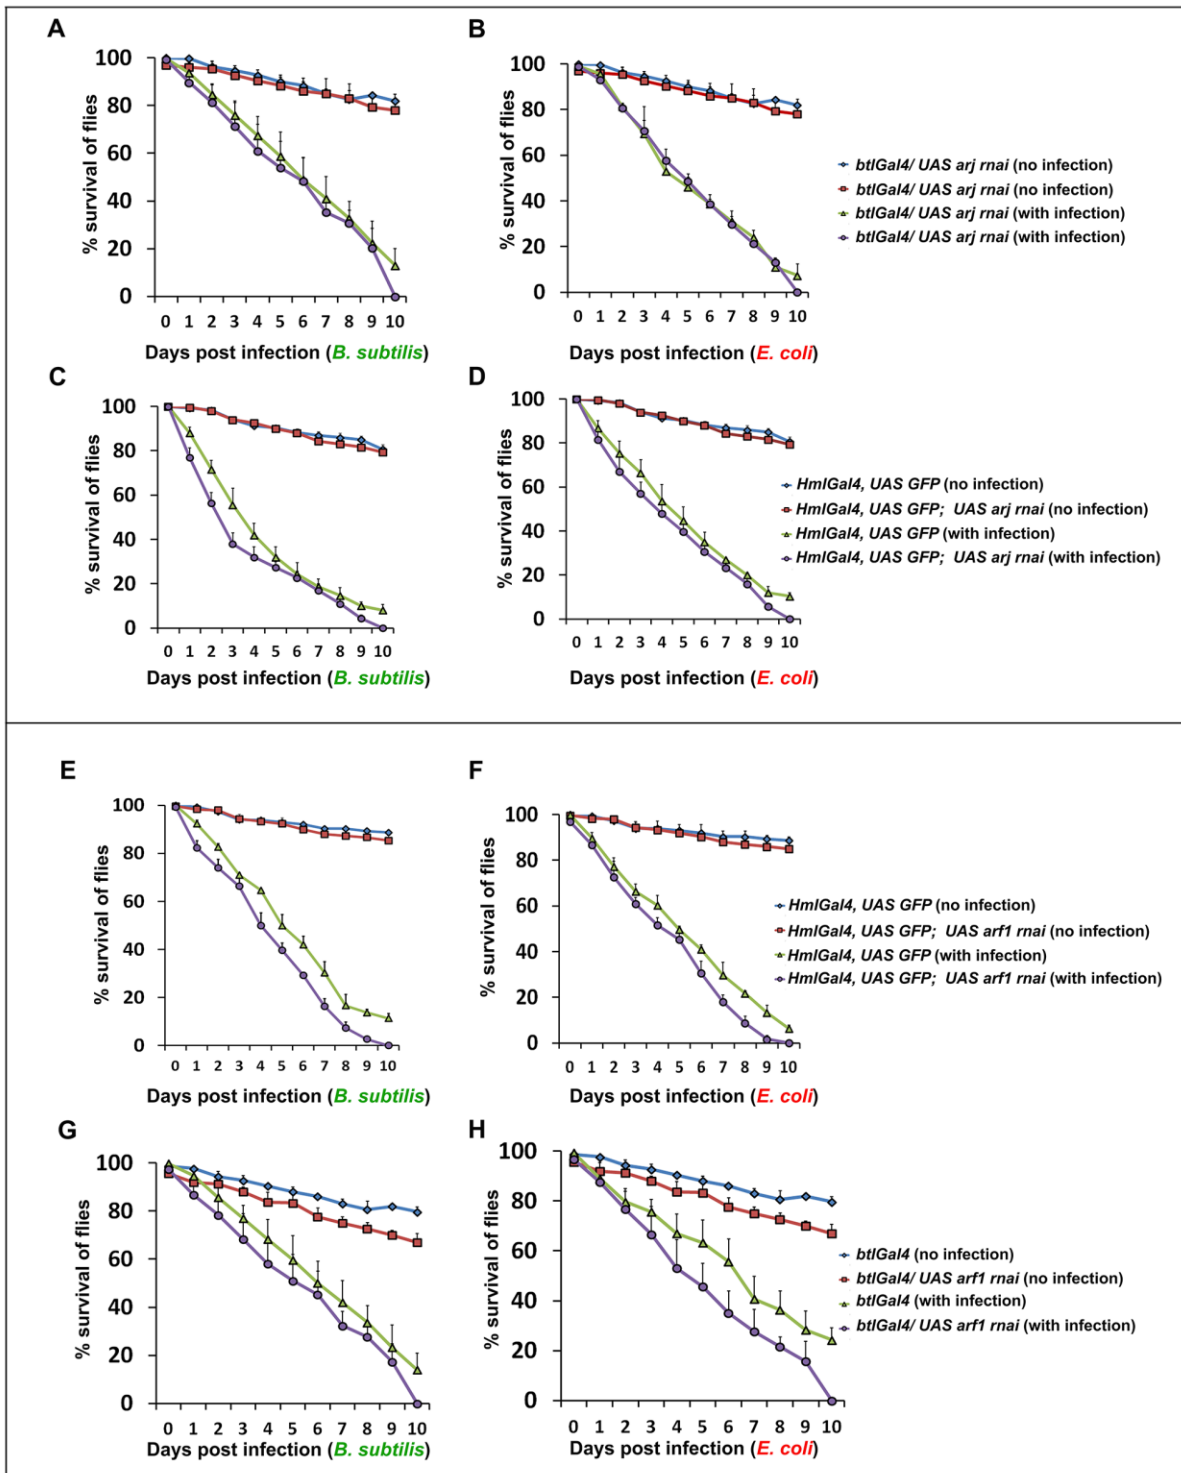 A
% survival of flies
100
80
60
40
20
0
0 1 2 3 4 5 6 7 8 9 10
Days post infection (B. subtilis)
B
% survival of flies
100
80
60
40
20
0
0 1 2 3 4 5 6 7 8 9 10
Days post infection (E. coli)
btlGal4/ UAS arj rnai (no infection)
btlGal4/ UAS arj rnai (no infection)
btlGal4/ UAS arj rnai (with infection)
btlGal4/ UAS arj rnai (with infection)
C
% survival of flies
100
80
60
40
20
0
0 1 2 3 4 5 6 7 8 9 10
Days post infection (B. subtilis)
D
% survival of flies
100
80
60
40
20
0
0 1 2 3 4 5 6 7 8 9 10
Days post infection (E. coli)
HmlGal4, UAS GFP (no infection)
HmlGal4, UAS GFP; UAS arj rnai (no infection)
HmlGal4, UAS GFP (with infection)
HmlGal4, UAS GFP; UAS arj rnai (with infection)
E
% survival of flies
100
80
60
40
20
0
0 1 2 3 4 5 6 7 8 9 10
Days post infection (B. subtilis)
F
% survival of flies
100
80
60
40
20
0
0 1 2 3 4 5 6 7 8 9 10
Days post infection (E. coli)
HmlGal4, UAS GFP (no infection)
HmlGal4, UAS GFP; UAS arf1 rnai (no infection)
HmlGal4, UAS GFP (with infection)
HmlGal4, UAS GFP; UAS arf1 rnai (with infection)
G
% survival of flies
100
80
60
40
20
0
0 1 2 3 4 5 6 7 8 9 10
Days post infection (B. subtilis)
H
% survival of flies
100
80
60
40
20
0
0 1 2 3 4 5 6 7 8 9 10
Days post infection (E. coli)
btlGal4 (no infection)
btlGal4/ UAS arf1 rnai (no infection)
btlGal4 (with infection)
btlGal4/ UAS arf1 rnai (with infection)